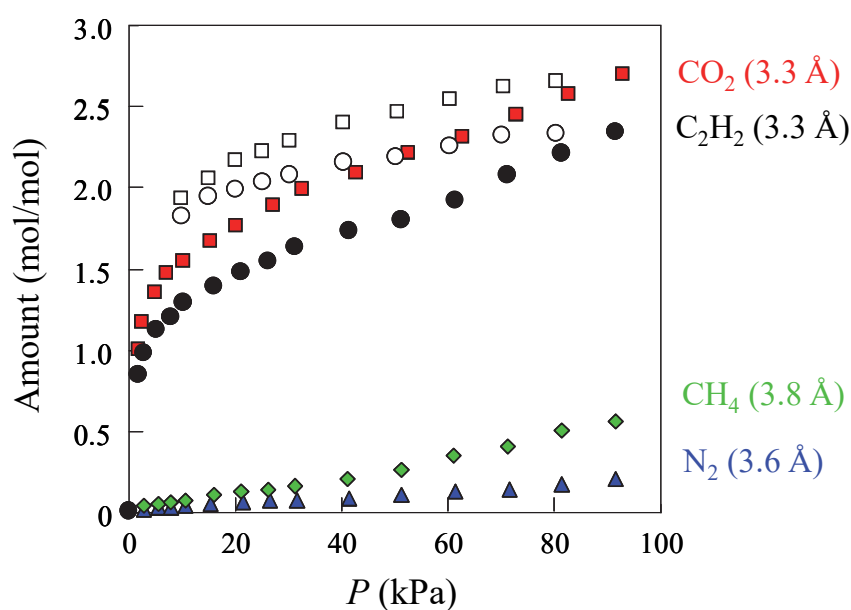 3.0
2.5
2.0
1.5
1.0
0.5
0
Amount (mol/mol)
0 20 40 60 80 100
P (kPa)
CO₂ (3.3 Å)
C₂H₂ (3.3 Å)
CH₄ (3.8 Å)
N₂ (3.6 Å)